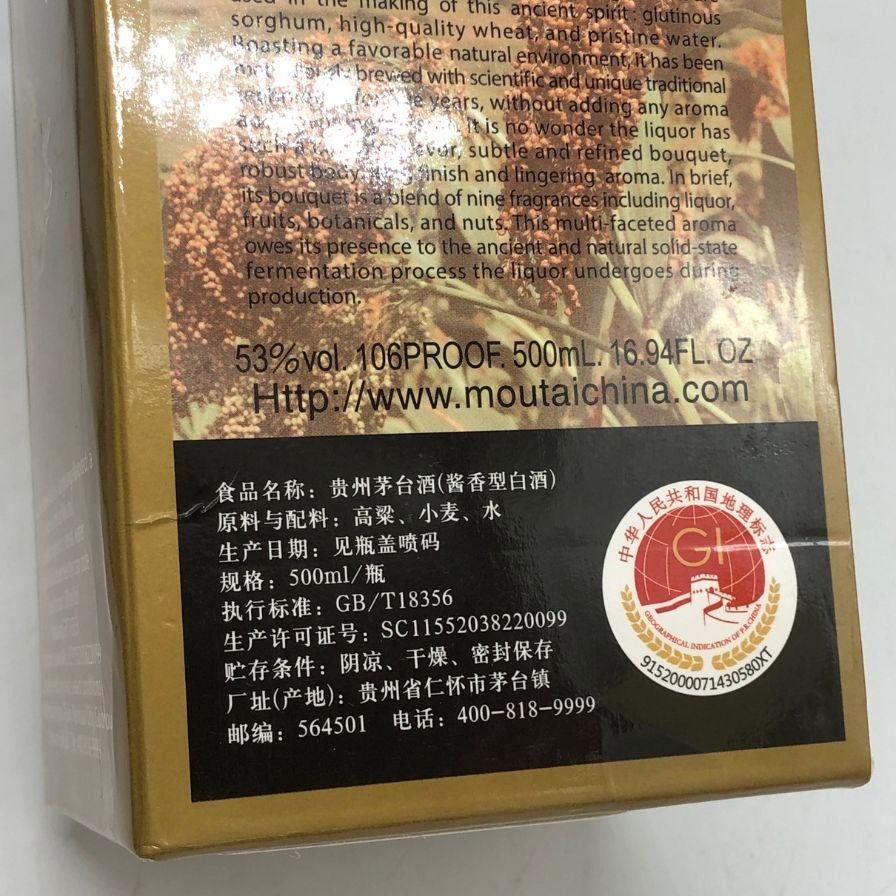 used in the making of this ancient spirit: glutinous
sorghum, high-quality wheat, and pristine water.
Boasting a favorable natural environment, it has been
brewed with scientific and unique traditional
years, without adding any aroma
It is no wonder the liquor has
such a subtle and refined bouquet,
robust body, finish and lingering aroma. In brief,
its bouquet is a blend of nine fragrances including liquor,
fruits, botanicals, and nuts. This multi-faceted aroma
owes its presence to the ancient and natural solid-state
fermentation process the liquor undergoes during
production.
53%vol. 106PROOF. 500mL. 16.94FL. OZ
Http://www.moutaichina.com
食品名称：贵州茅台酒(酱香型白酒)
原料与配料：高粱、小麦、水
生产日期：见瓶盖喷码
规格：500ml/瓶
执行标准：GB/T18356
生产许可证号：SC11552038220099
贮存条件：阴凉、干燥、密封保存
厂址(产地)：贵州省仁怀市茅台镇
邮编：564501 电话：400-818-9999
中华人民共和国地理标志
GI
GEOGRAPHICAL INDICATION OF P.R.CHINA
9152000071430580XT